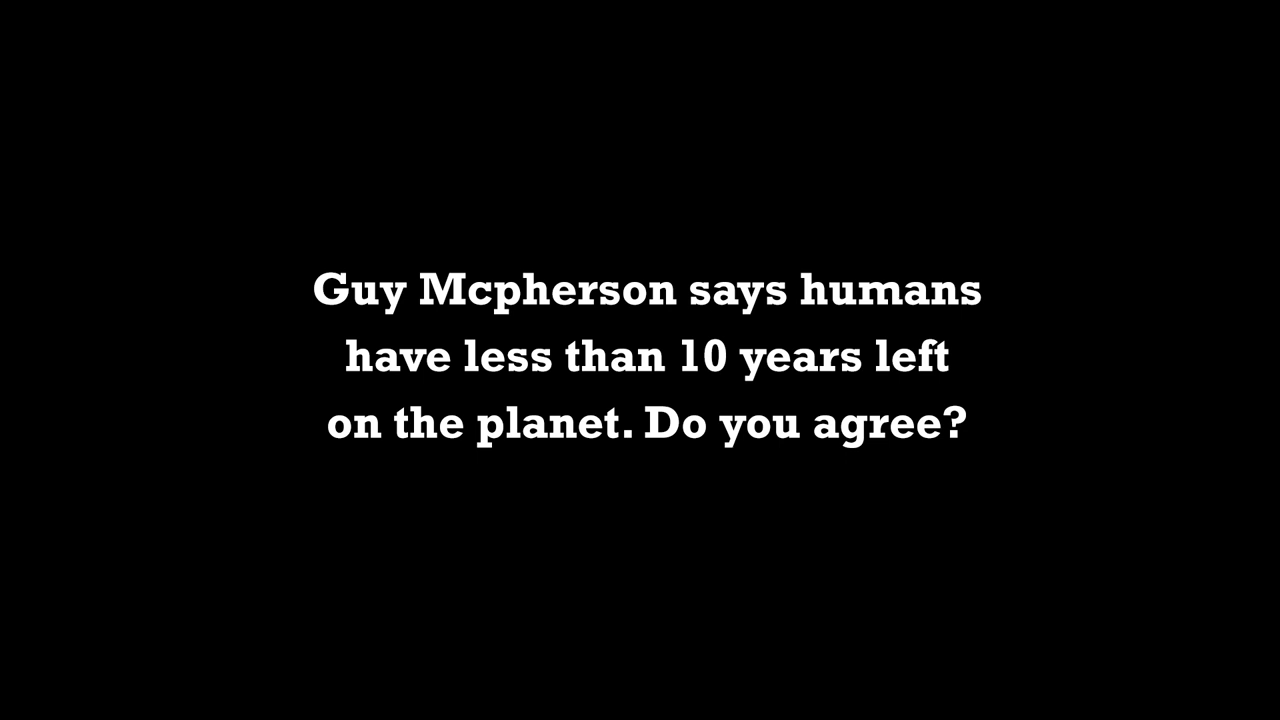 Guy Mcpherson says humans
have less than 10 years left
on the planet. Do you agree?